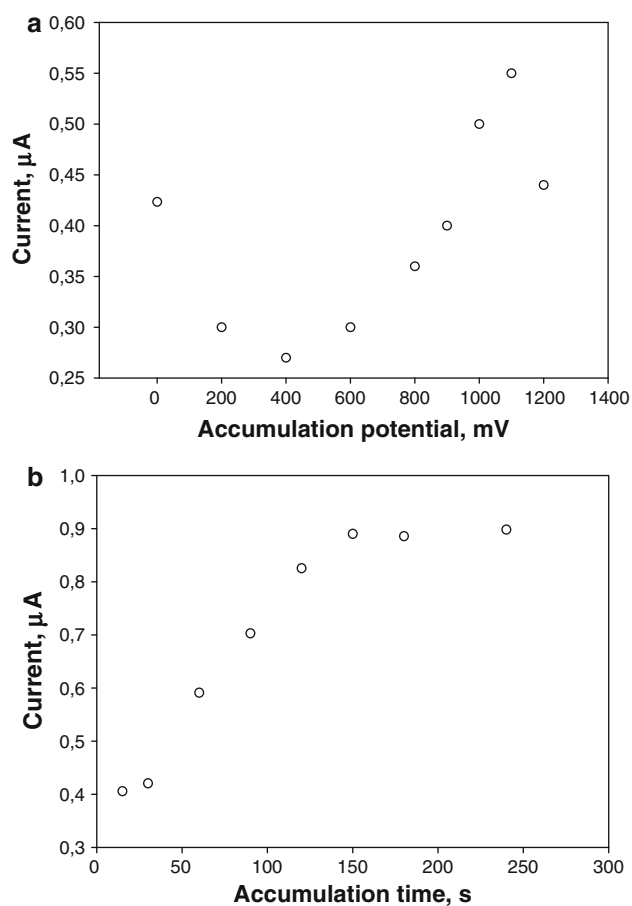 a
0,60
0,55
0,50
0,45
0,40
0,35
0,30
0,25
Current, μA
0 200 400 600 800 1000 1200 1400
Accumulation potential, mV
b
1,0
0,9
0,8
0,7
0,6
0,5
0,4
0,3
Current, μA
0 50 100 150 200 250 300
Accumulation time, s